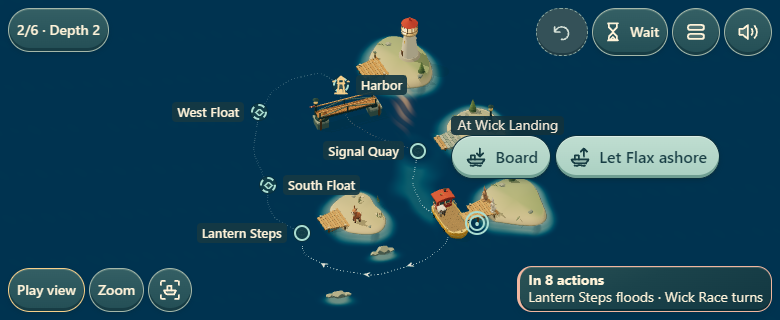 2/6 · Depth 2
Wait
Harbor
West Float
At Wick Landing
Signal Quay
Board
Let Flax ashore
South Float
Lantern Steps
Play view
Zoom
In 8 actions
Lantern Steps floods · Wick Race turns